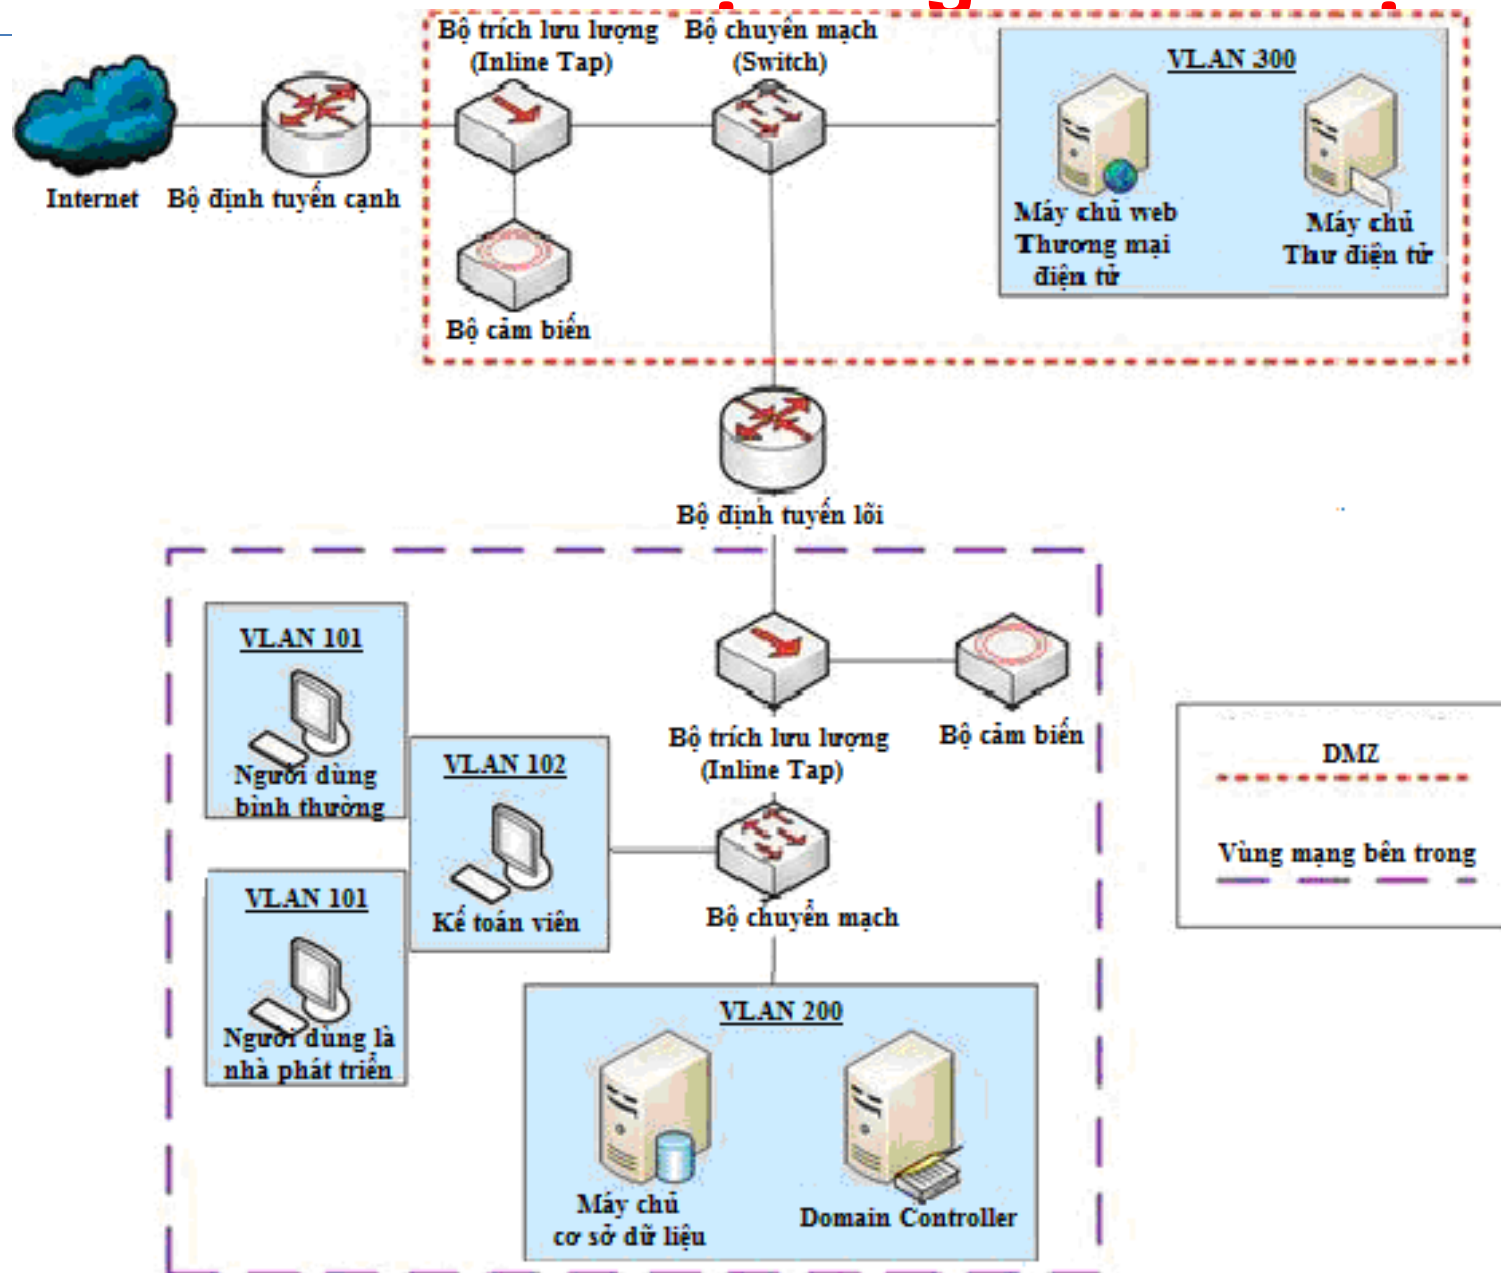 Bộ trích lưu lượng
(Inline Tap)
Bộ chuyển mạch
(Switch)
VLAN 300
Internet
Bộ định tuyến cạnh
Máy chủ web
Thương mại
điện tử
Máy chủ
Thư điện tử
Bộ cảm biến
Bộ định tuyến lõi
VLAN 101
Người dùng
bình thường
VLAN 102
Kế toán viên
VLAN 101
Người dùng là
nhà phát triển
Bộ trích lưu lượng
(Inline Tap)
Bộ cảm biến
Bộ chuyển mạch
DMZ
Vùng mạng bên trong
VLAN 200
Máy chủ
cơ sở dữ liệu
Domain Controller